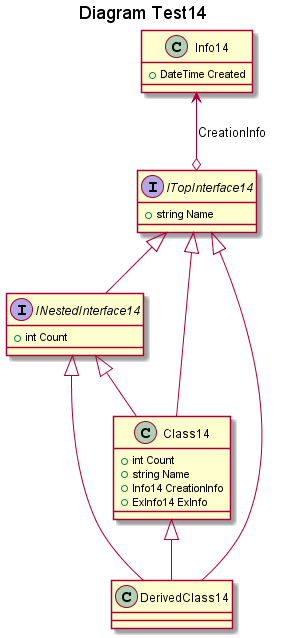 Diagram Test14
C Info14
DateTime Created
CreationInfo
I ITopInterface14
string Name
I INestedInterface14
int Count
C Class14
int Count
string Name
Info14 CreationInfo
ExInfo14 ExInfo
C DerivedClass14